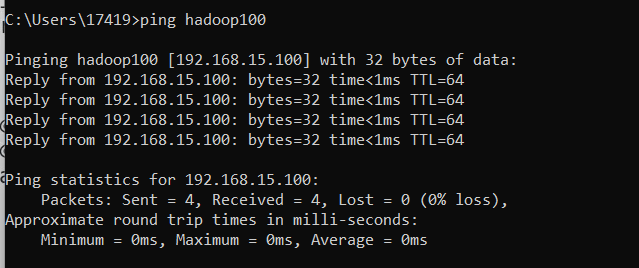 C:\Users\17419>ping hadoop100
Pinging hadoop100 [192.168.15.100] with 32 bytes of data:
Reply from 192.168.15.100: bytes=32 time<1ms TTL=64
Reply from 192.168.15.100: bytes=32 time<1ms TTL=64
Reply from 192.168.15.100: bytes=32 time<1ms TTL=64
Reply from 192.168.15.100: bytes=32 time<1ms TTL=64
Ping statistics for 192.168.15.100:
    Packets: Sent = 4, Received = 4, Lost = 0 (0% loss),
Approximate round trip times in milli-seconds:
    Minimum = 0ms, Maximum = 0ms, Average = 0ms